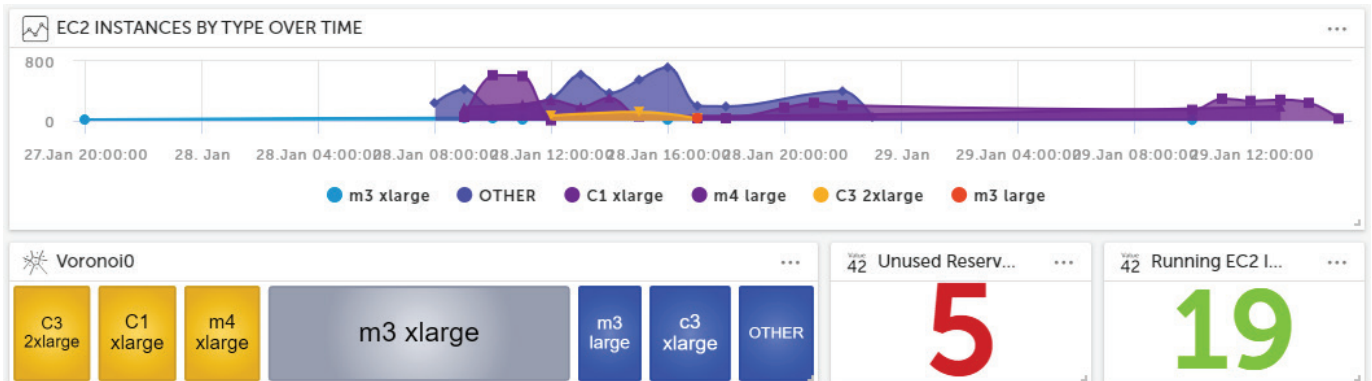 EC2 INSTANCES BY TYPE OVER TIME
800
0
27.Jan 20:00:00 28. Jan 28.Jan 04:00:00 28.Jan 08:00:00 28.Jan 12:00:00 28.Jan 16:00:00 28.Jan 20:00:00 29. Jan 29.Jan 04:00:00 29.Jan 08:00:00 29.Jan 12:00:00
m3 xlarge OTHER C1 xlarge m4 large C3 2xlarge m3 large
Voronoi0
C3
2xlarge
C1
xlarge
m4
xlarge
m3 xlarge
m3
large
c3
xlarge
OTHER
Value
42 Unused Reserv...
5
Value
42 Running EC2 I...
19